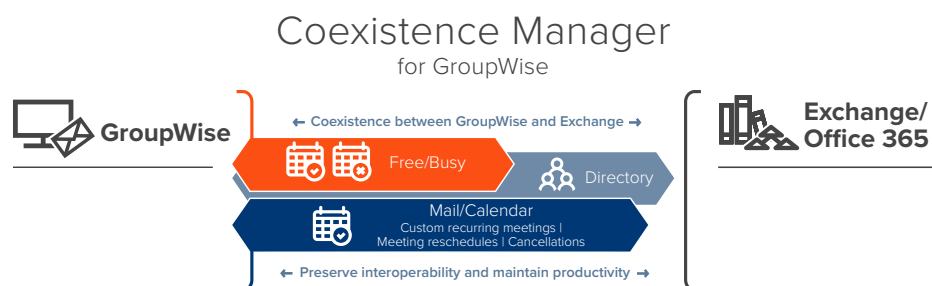 Coexistence Manager
for GroupWise
GroupWise
← Coexistence between GroupWise and Exchange →
Free/Busy
Directory
Mail/Calendar
Custom recurring meetings |
Meeting reschedules | Cancellations
← Preserve interoperability and maintain productivity →
Exchange/
Office 365